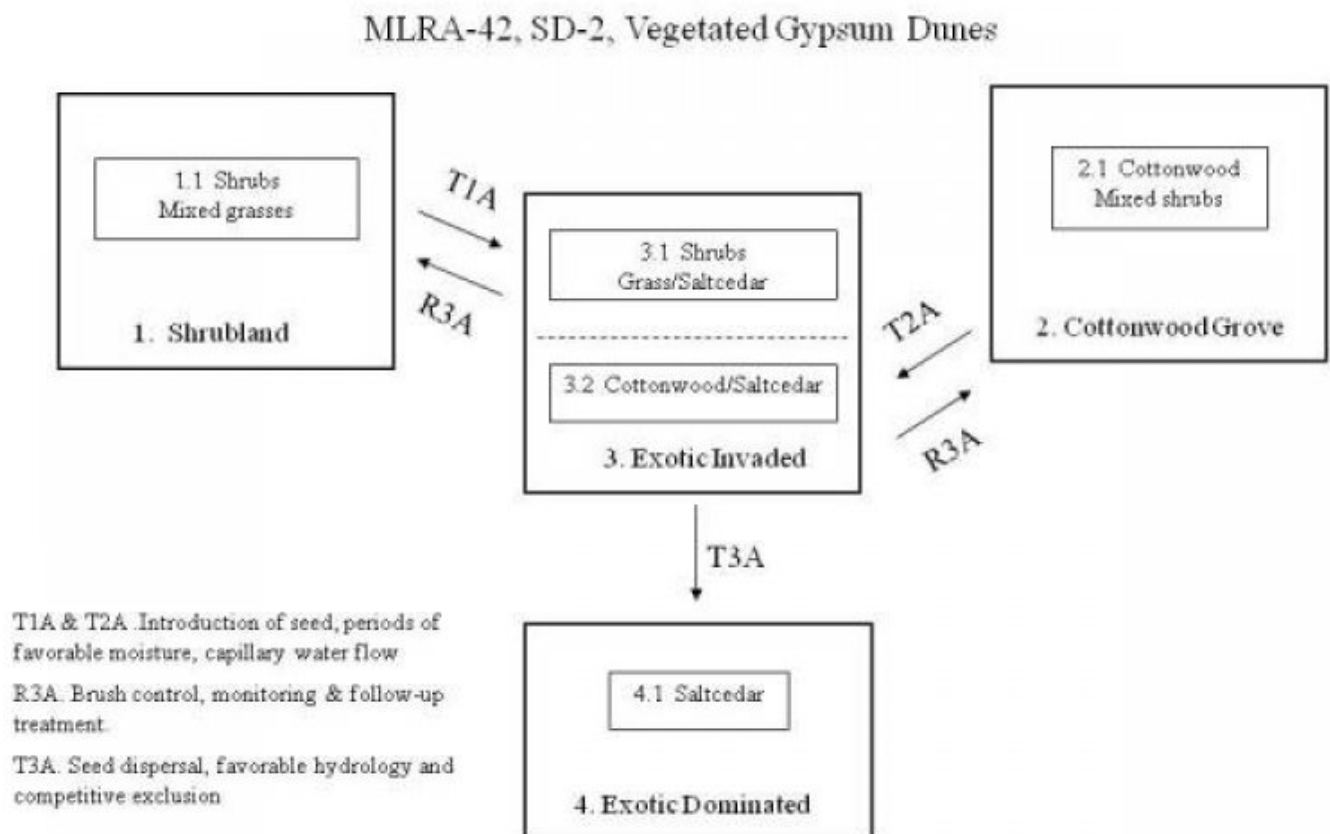 MLRA-42, SD-2, Vegetated Gypsum Dunes
1.1 Shrubs
Mixed grasses
1. Shrubland
T1A
R3A
3.1 Shrubs
Grass/Saltcedar
3.2 Cottonwood/Saltcedar
3. Exotic Invaded
2.1 Cottonwood
Mixed shrubs
2. Cottonwood Grove
T2A
R3A
T3A
4.1 Saltcedar
4. Exotic Dominated
T1A & T2A .Introduction of seed, periods of
favorable moisture, capillary water flow
R3A. Brush control, monitoring & follow-up
treatment.
T3A. Seed dispersal, favorable hydrology and
competitive exclusion